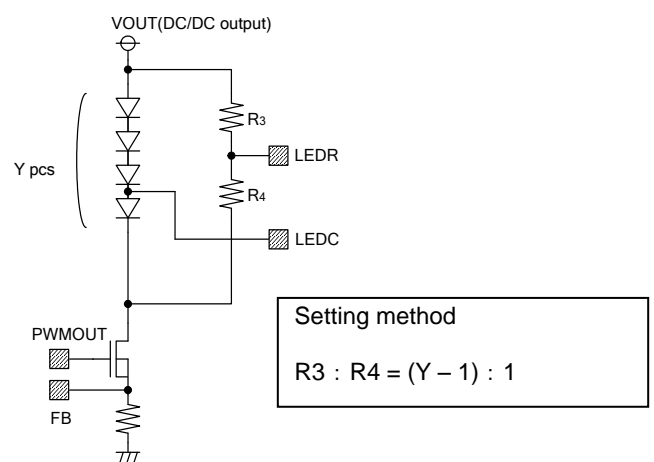 VOUT(DC/DC output)
R3
LEDR
Y pcs
R4
LEDC
PWMOUT
FB
Setting method
R3 : R4 = (Y – 1) : 1